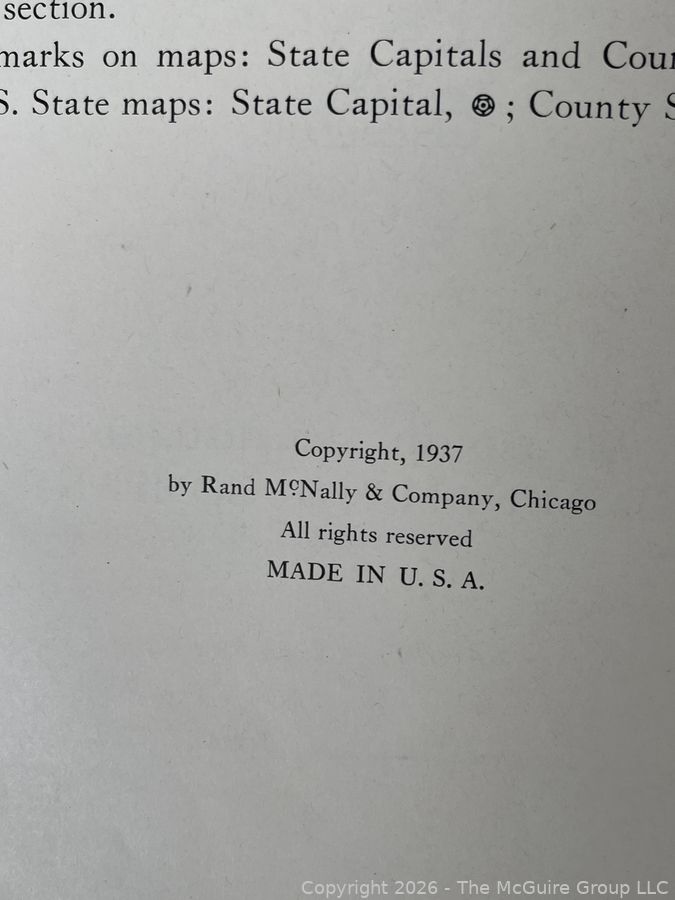 section.
marks on maps: State Capitals and Coun
S. State maps: State Capital, ; County S
Copyright, 1937
by Rand McNally & Company, Chicago
All rights reserved
MADE IN U. S. A.
Copyright 2026 - The McGuire Group LLC